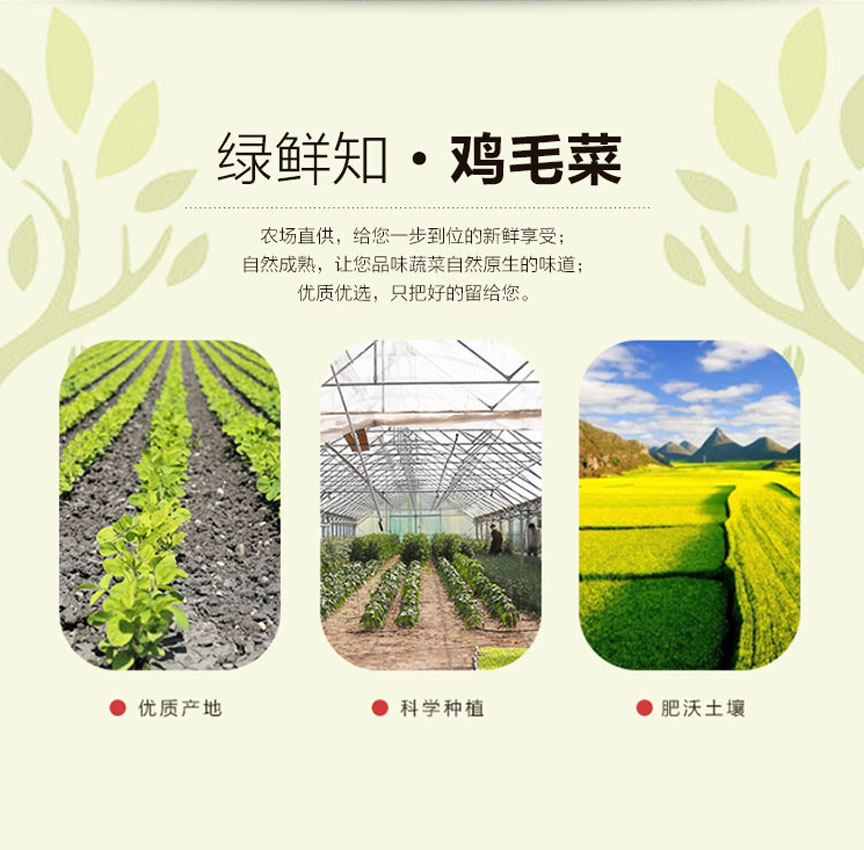 绿鲜知·鸡毛菜
农场直供，给您一步到位的新鲜享受；
自然成熟，让您品味蔬菜自然原生的味道；
优质优选，只把好的留给您。
优质产地
科学种植
肥沃土壤